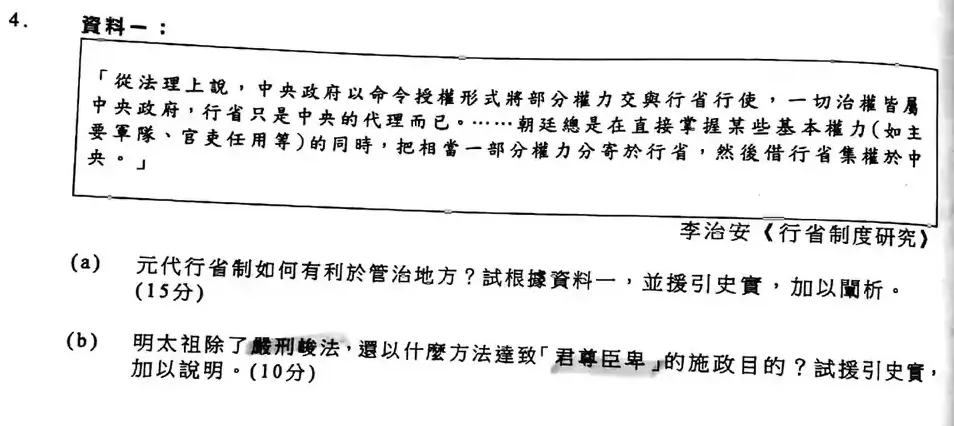 4. 資料一：
「從法理上說，中央政府以命令授權形式將部分權力交與行省行使，一切治權皆屬
中央政府，行省只是中央的代理而已。……朝廷總是在直接掌握某些基本權力(如主
要軍隊、官吏任用等)的同時，把相當一部分權力分寄於行省，然後借行省集權於中
央。」
李治安《行省制度研究》
(a) 元代行省制如何有利於管治地方？試根據資料一，並援引史實，加以闡析。
(15分)
(b) 明太祖除了嚴刑峻法，還以什麼方法達致「君尊臣卑」的施政目的？試援引史實，
加以說明。(10分)